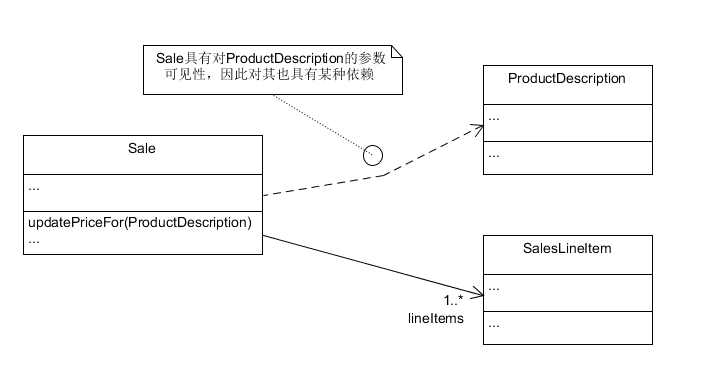 Sale具有对ProductDescription的参数
可见性，因此对其也具有某种依赖
ProductDescription
...
...
Sale
...
updatePriceFor(ProductDescription)
...
SalesLineItem
...
...
1..*
lineItems